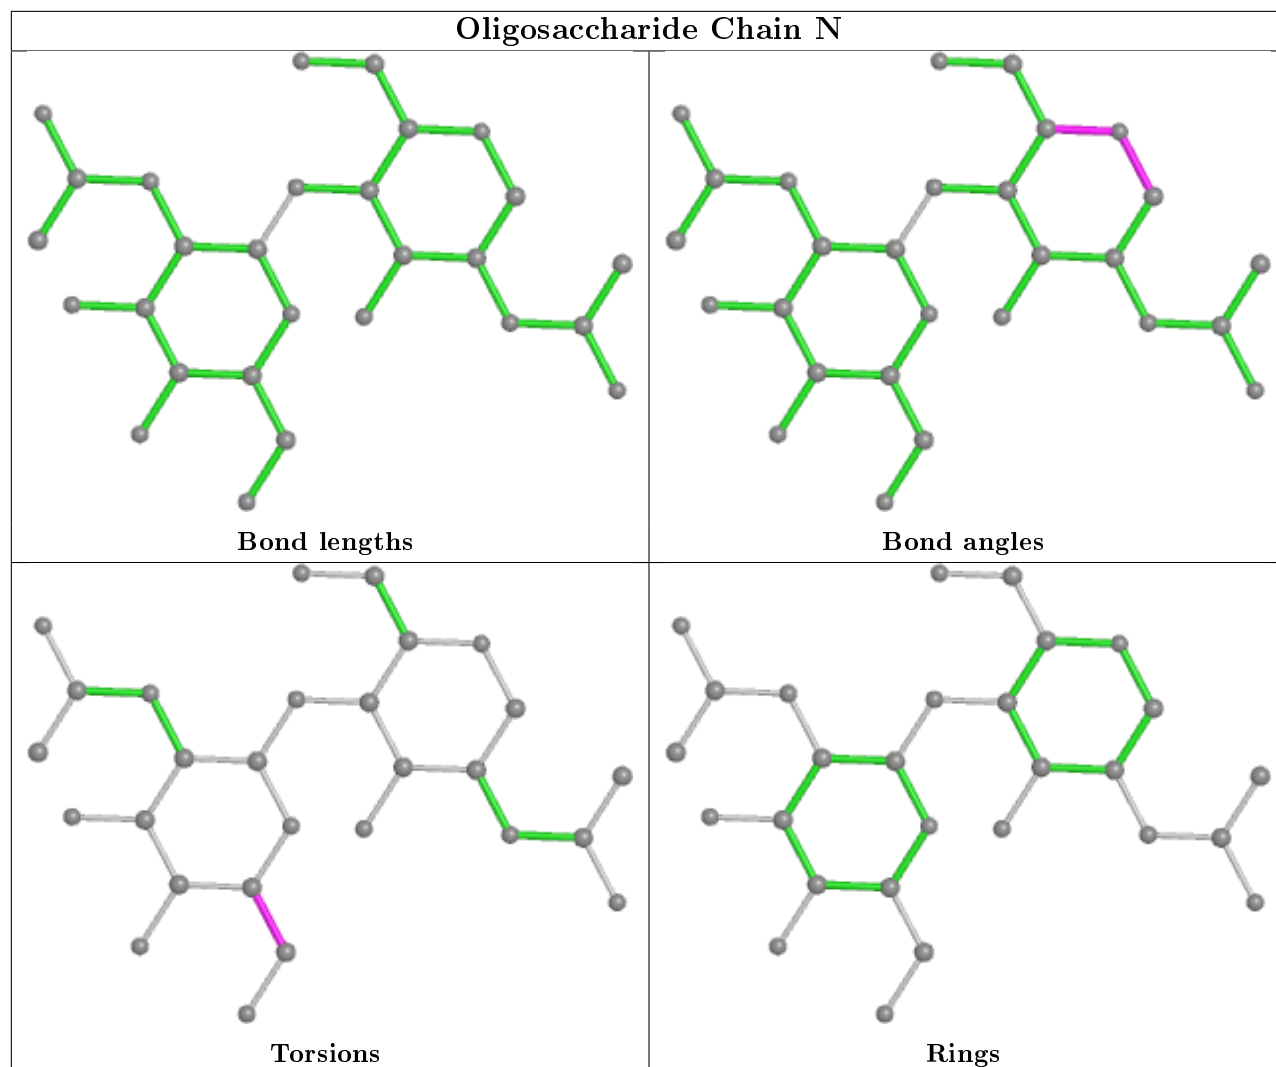 Oligosaccharide Chain N
Bond lengths
Bond angles
Torsions
Rings